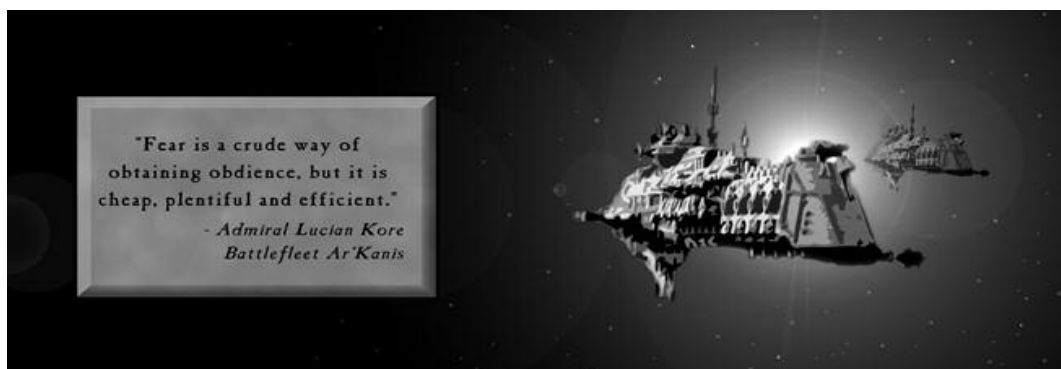 "Fear is a crude way of
obtaining obdience, but it is
cheap, plentiful and efficient."
- Admiral Lucian Kore
Battlefleet Ar'Kanis